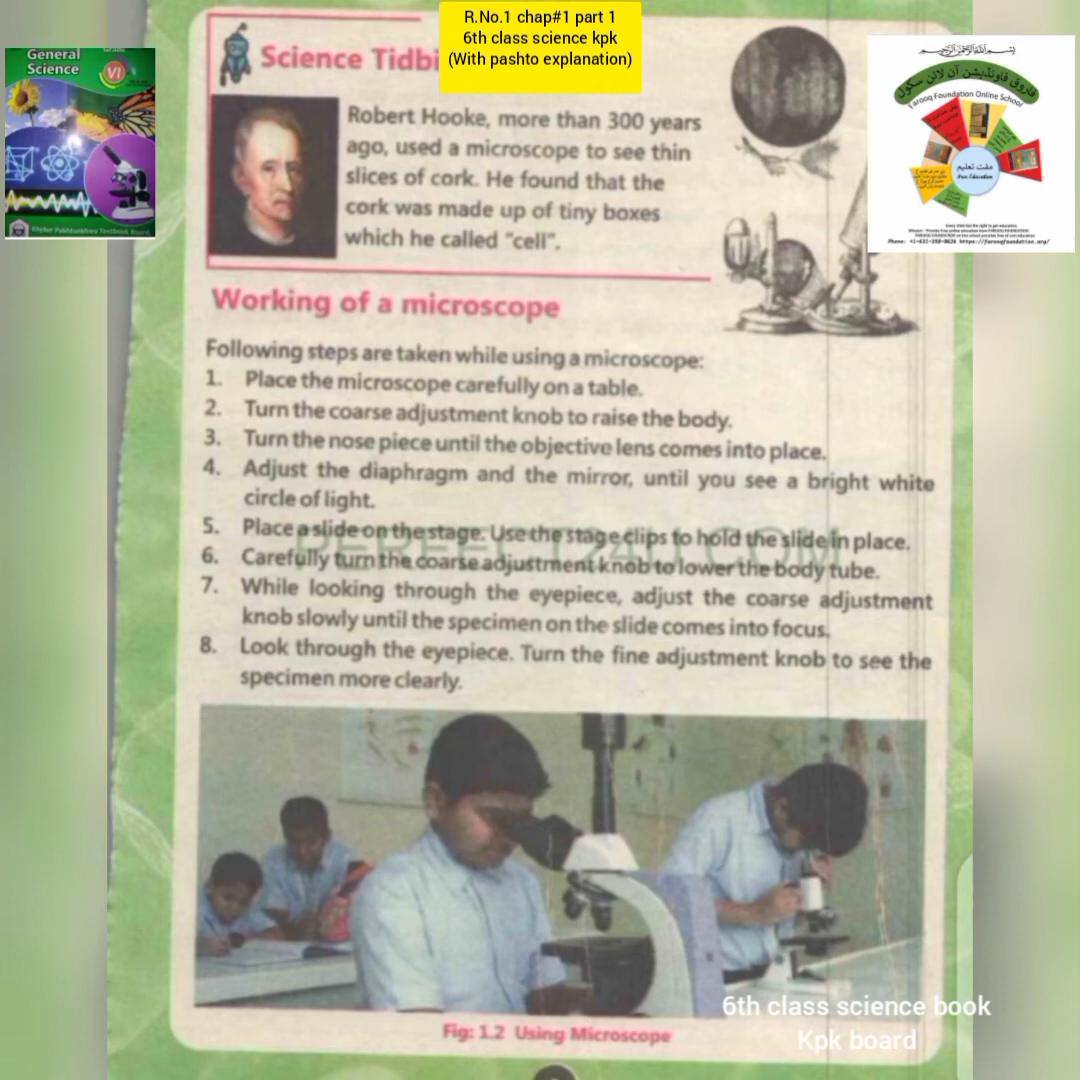 R.No.1 chap#1 part 1
6th class science kpk
(With pashto explanation)
General
Science
VI
Khyber Pakhtunkhwa Textbook Board,
فاروق فاونڈیشن آن لائن سکول
Farooq Foundation Online School
مفت تعلیم
Free Education
Science Tidbi
Robert Hooke, more than 300 years
ago, used a microscope to see thin
slices of cork. He found that the
cork was made up of tiny boxes
which he called "cell".
Working of a microscope
Following steps are taken while using a microscope:
1. Place the microscope carefully on a table.
2. Turn the coarse adjustment knob to raise the body.
3. Turn the nose piece until the objective lens comes into place.
4. Adjust the diaphragm and the mirror, until you see a bright white
circle of light.
5. Place a slide on the stage. Use the stage clips to hold the slide in place.
6. Carefully turn the coarse adjustment knob to lower the body tube.
7. While looking through the eyepiece, adjust the coarse adjustment
knob slowly until the specimen on the slide comes into focus.
8. Look through the eyepiece. Turn the fine adjustment knob to see the
specimen more clearly.
6th class science book
Kpk board
Fig: 1.2 Using Microscope